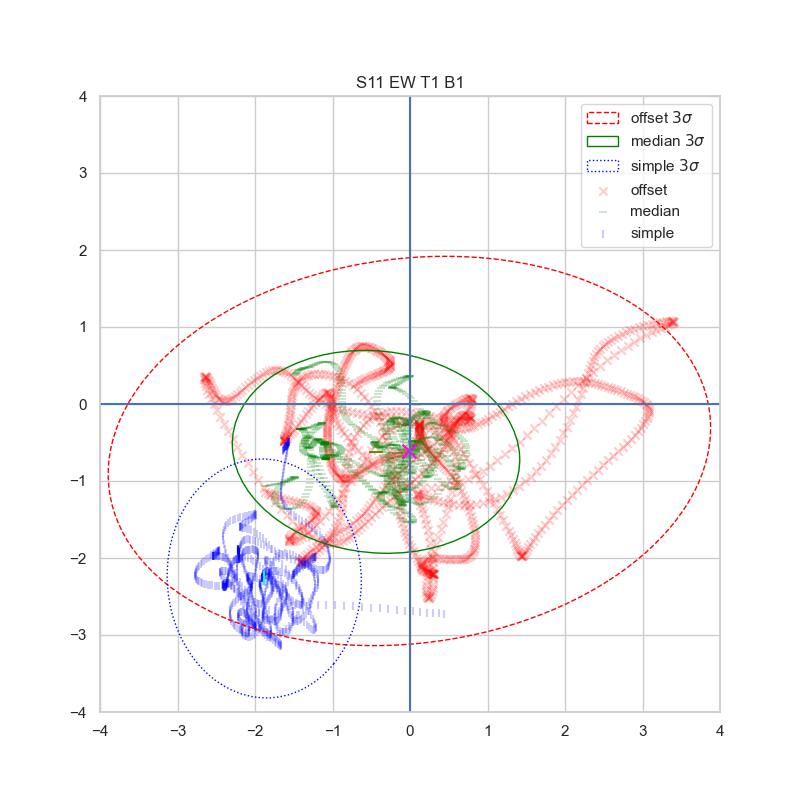 S11 EW T1 B1
offset 3σ
median 3σ
simple 3σ
offset
median
simple
4
3
2
1
0
−1
−2
−3
−4
−4 −3 −2 −1 0 1 2 3 4